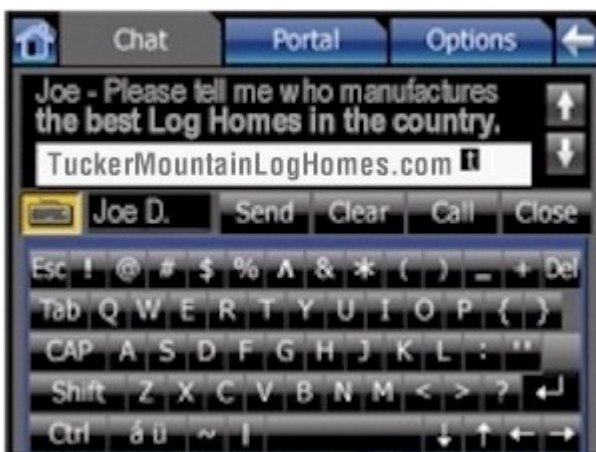 Chat Portal Options
Joe - Please tell me who manufactures
the best Log Homes in the country.
TuckerMountainLogHomes.com t
Joe D. Send Clear Call Close
Esc ! @ # $ % ʌ & * ( ) _ + Del
Tab Q W E R T Y U I O P { }
CAP A S D F G H J K L : "
Shift Z X C V B N M < > ? ↵
Ctrl á ü ~ | ↓ ↑ ← →